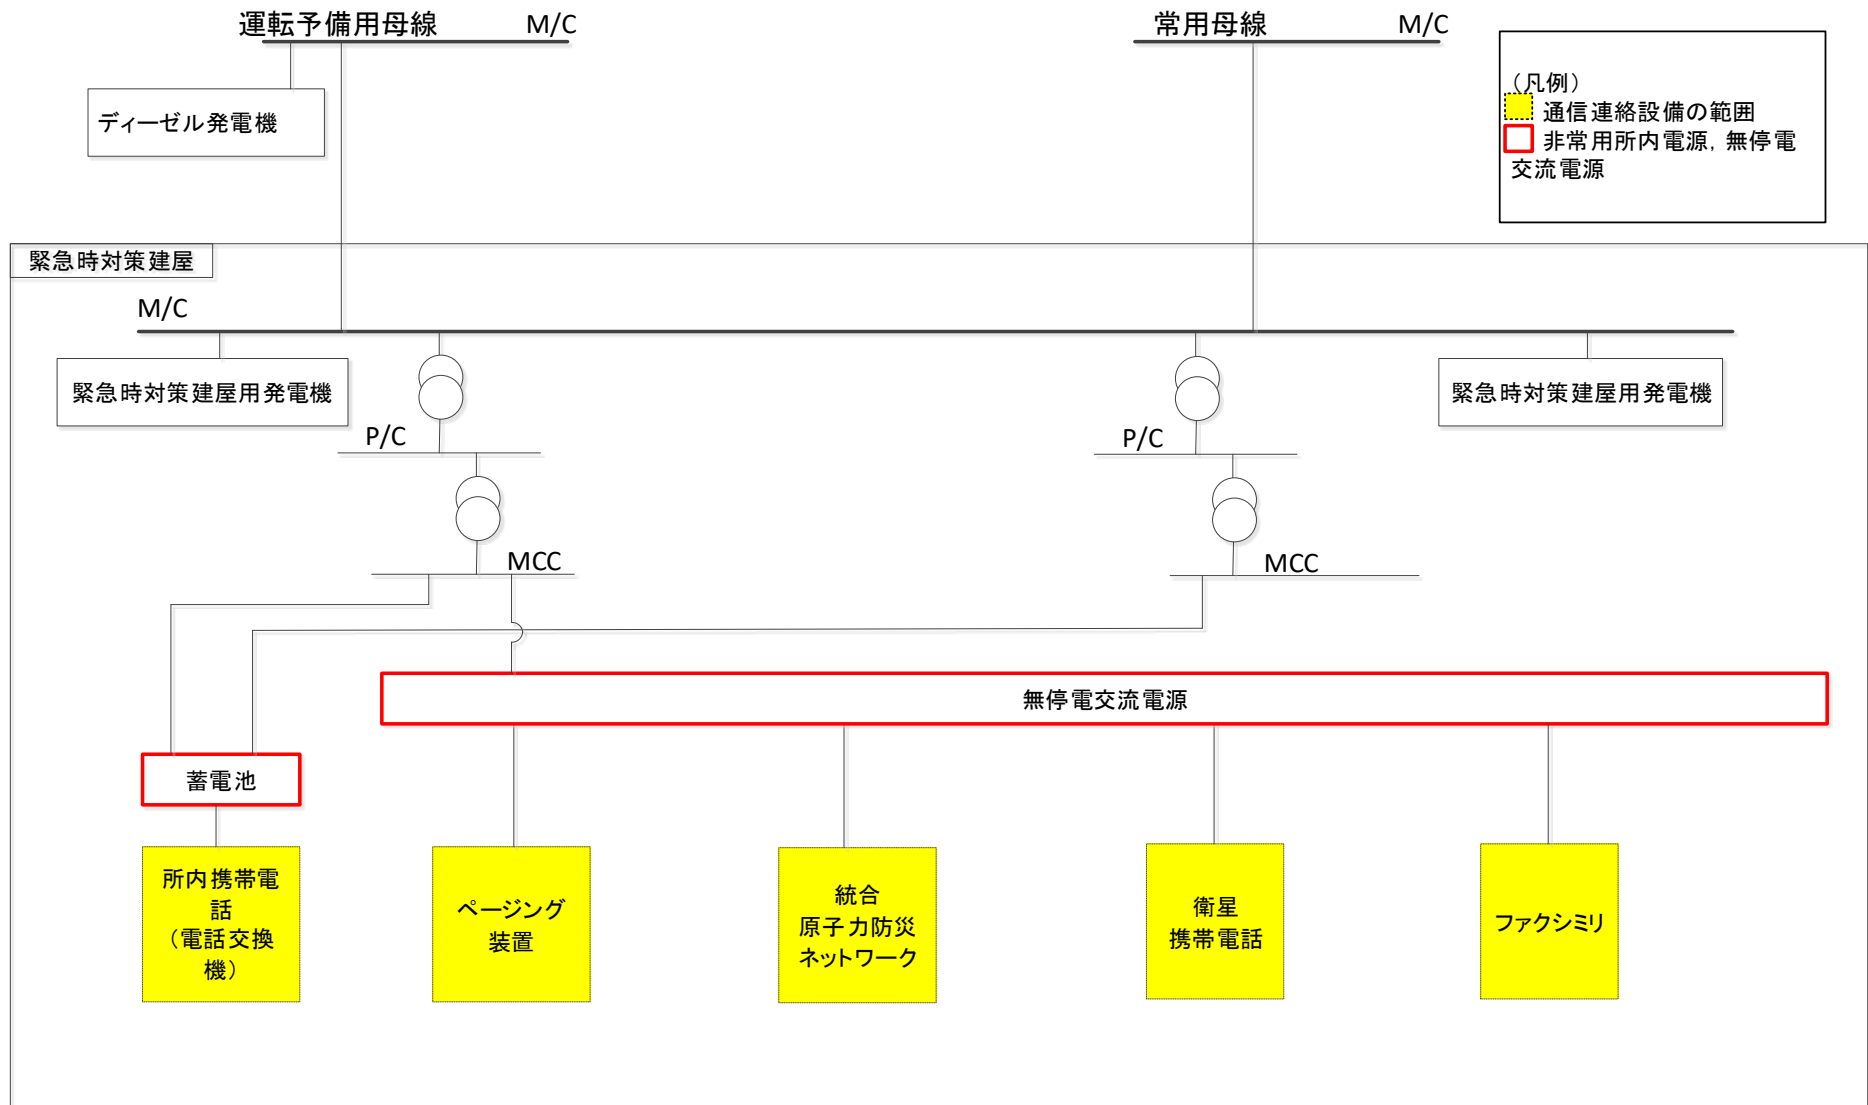 運転予備用母線 M/C
常用母線 M/C
(凡例)
通信連絡設備の範囲
非常用所内電源, 無停電
交流電源
ディーゼル発電機
緊急時対策建屋
M/C
緊急時対策建屋用発電機
緊急時対策建屋用発電機
P/C
P/C
MCC
MCC
無停電交流電源
蓄電池
所内携帯電
話
(電話交換
機)
ページング
装置
統合
原子力防災
ネットワーク
衛星
携帯電話
ファクシミリ